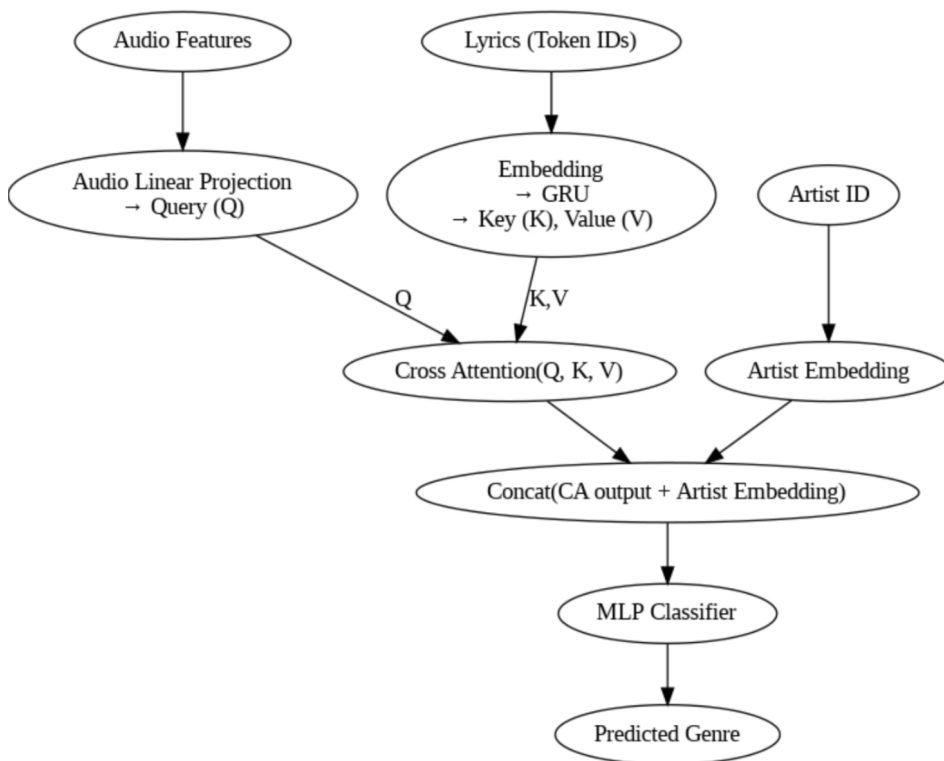 Audio Features
Lyrics (Token IDs)
Audio Linear Projection
→ Query (Q)
Embedding
→ GRU
→ Key (K), Value (V)
Artist ID
Q
K,V
Cross Attention(Q, K, V)
Artist Embedding
Concat(CA output + Artist Embedding)
MLP Classifier
Predicted Genre